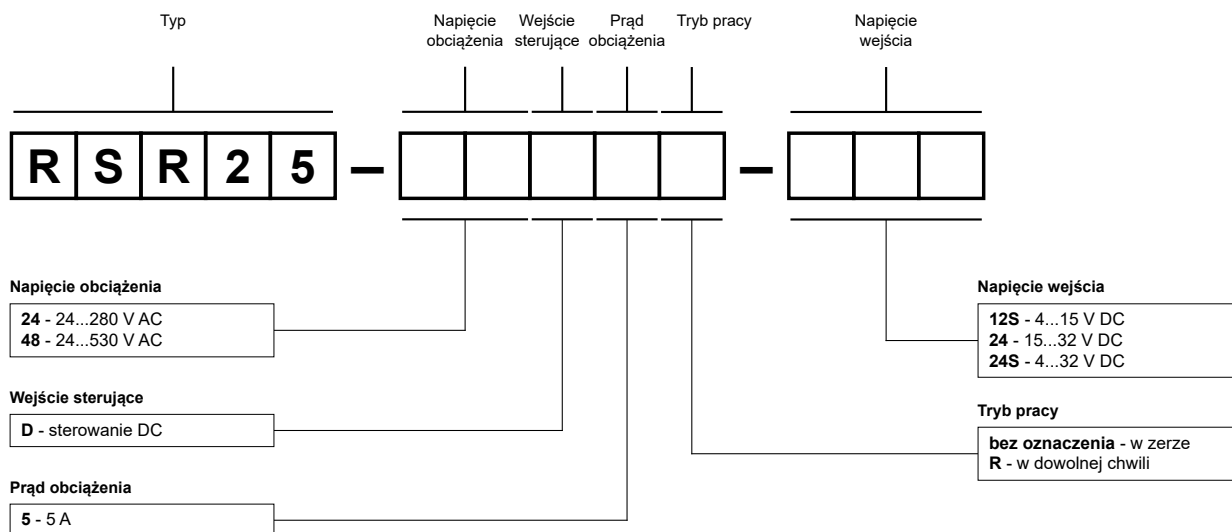 Typ
Napięcie
obciążenia
Wejście
sterujące
Prąd
obciążenia
Tryb pracy
Napięcie
wejścia
R S R 2 5 – –
Napięcie obciążenia
24 - 24...280 V AC
48 - 24...530 V AC
Wejście sterujące
D - sterowanie DC
Prąd obciążenia
5 - 5 A
Napięcie wejścia
12S - 4...15 V DC
24 - 15...32 V DC
24S - 4...32 V DC
Tryb pracy
bez oznaczenia - w zerze
R - w dowolnej chwili